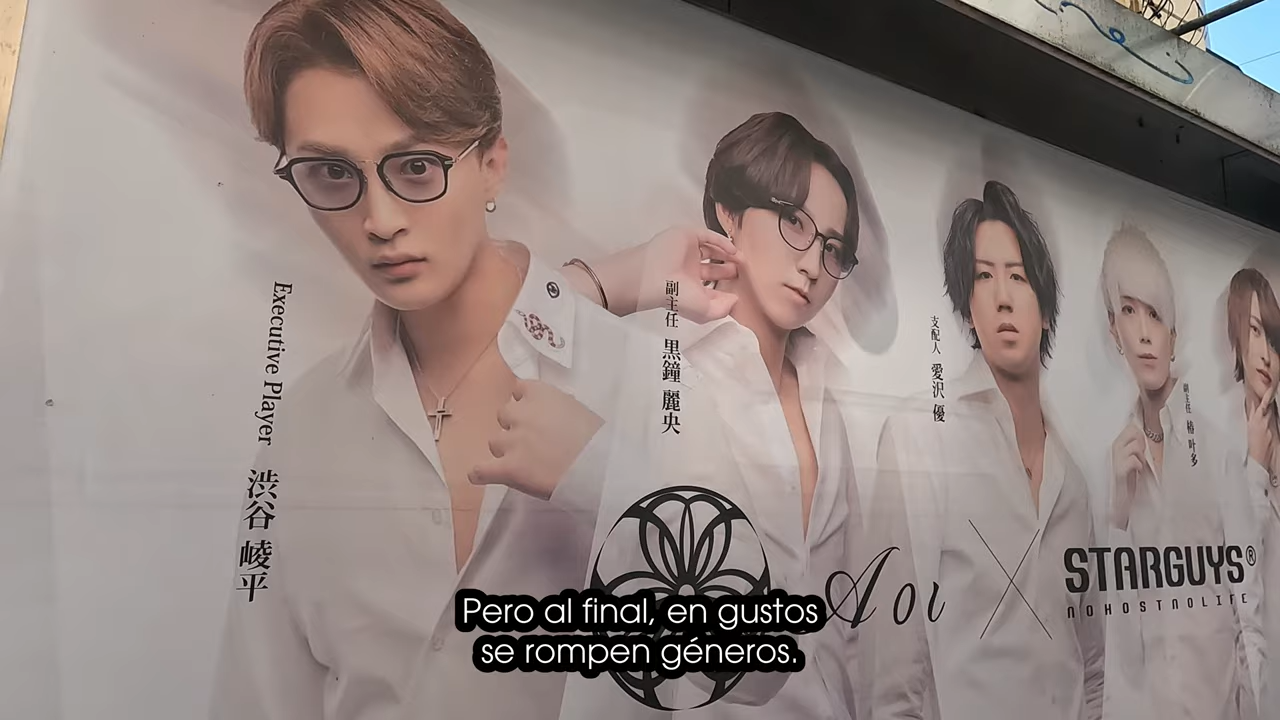 Executive Player 渋谷 崚平
副主任 黒鐘 麗央
支配人 愛沢 優
副主任 椿 叶多
Aoi
STARGUYS®
NOHOSTNOLIFE
Pero al final, en gustos
se rompen géneros.